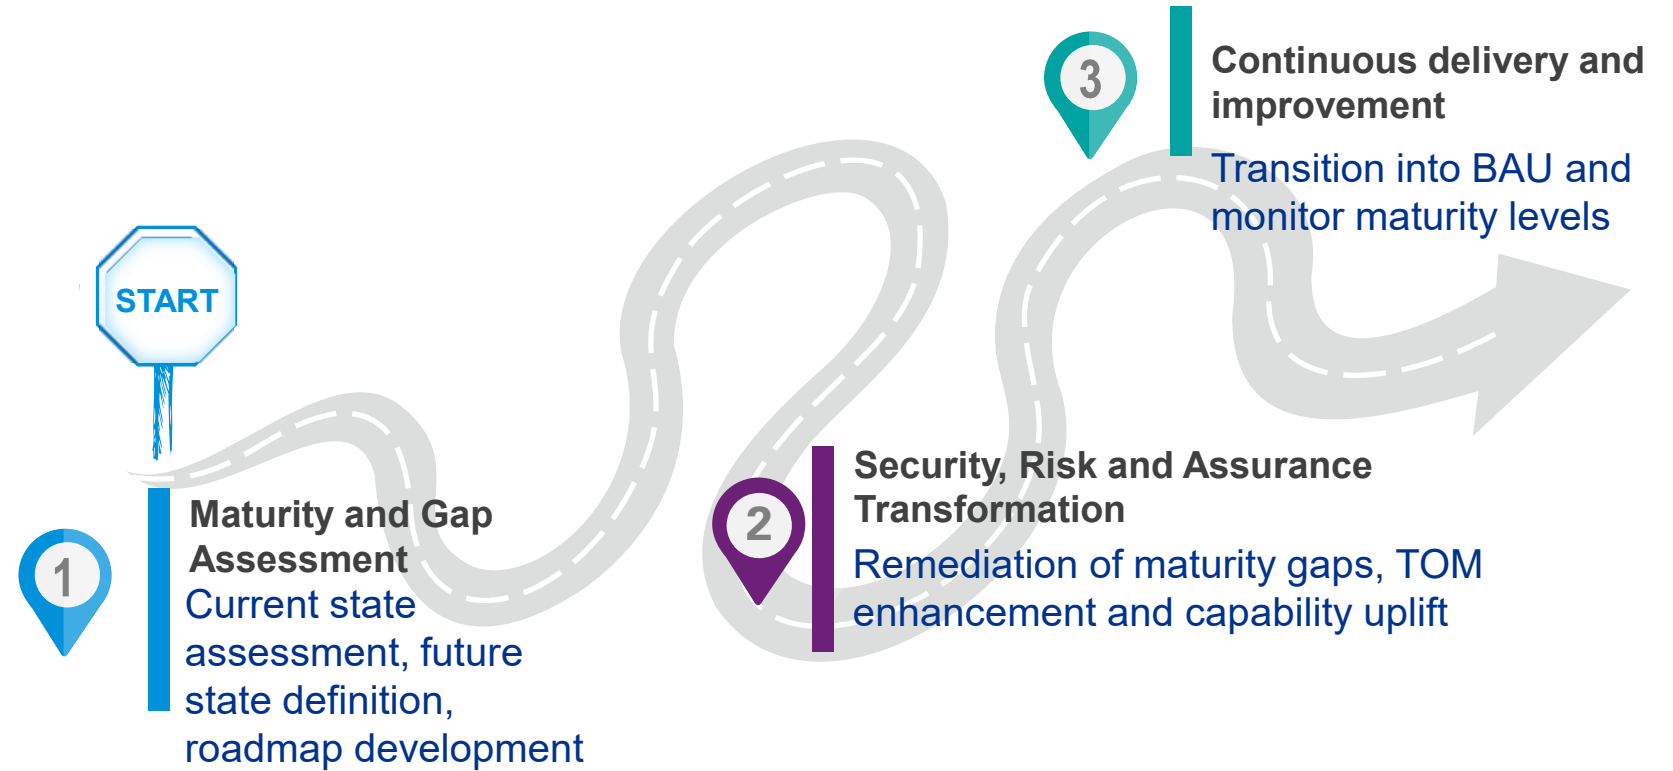 START
1
Maturity and Gap
Assessment
Current state
assessment, future
state definition,
roadmap development
2
Security, Risk and Assurance
Transformation
Remediation of maturity gaps, TOM
enhancement and capability uplift
3
Continuous delivery and
improvement
Transition into BAU and
monitor maturity levels